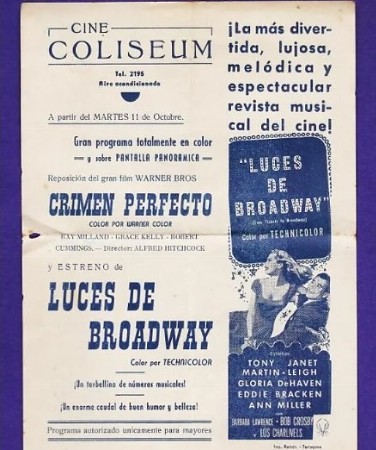 CINE
COLISEUM
Tel. 2195
Aire acondicionado
A partir del MARTES 11 de Octubre.
Gran programa totalmente en color
y sobre PANTALLA PANORAMICA
Reposición del gran film WARNER BROS
CRIMEN PERFECTO
COLOR POR WARNER COLOR
RAY MILLAND - GRACE KELLY - ROBERT
CUMMINGS. — Director: ALFRED HITCHCOCK
y ESTRENO de
LUCES DE
BROADWAY
Color por TECHNICOLOR
¡Un torbellino de números musicales!
¡Un enorme caudal de buen humor y belleza!
Programa autorizado unicamente para mayores
¡La más diver-
tida, lujosa,
melódica y
espectacular
revista musi-
cal del cine!
"LUCES
DE
BROADWAY"
Color por TECHNICOLOR
TONY JANET
MARTIN - LEIGH
GLORIA DeHAVEN
EDDIE BRACKEN
ANN MILLER
BARBARA LAWRENCE - BOB CROSBY
Y LOS CHARLIVELS